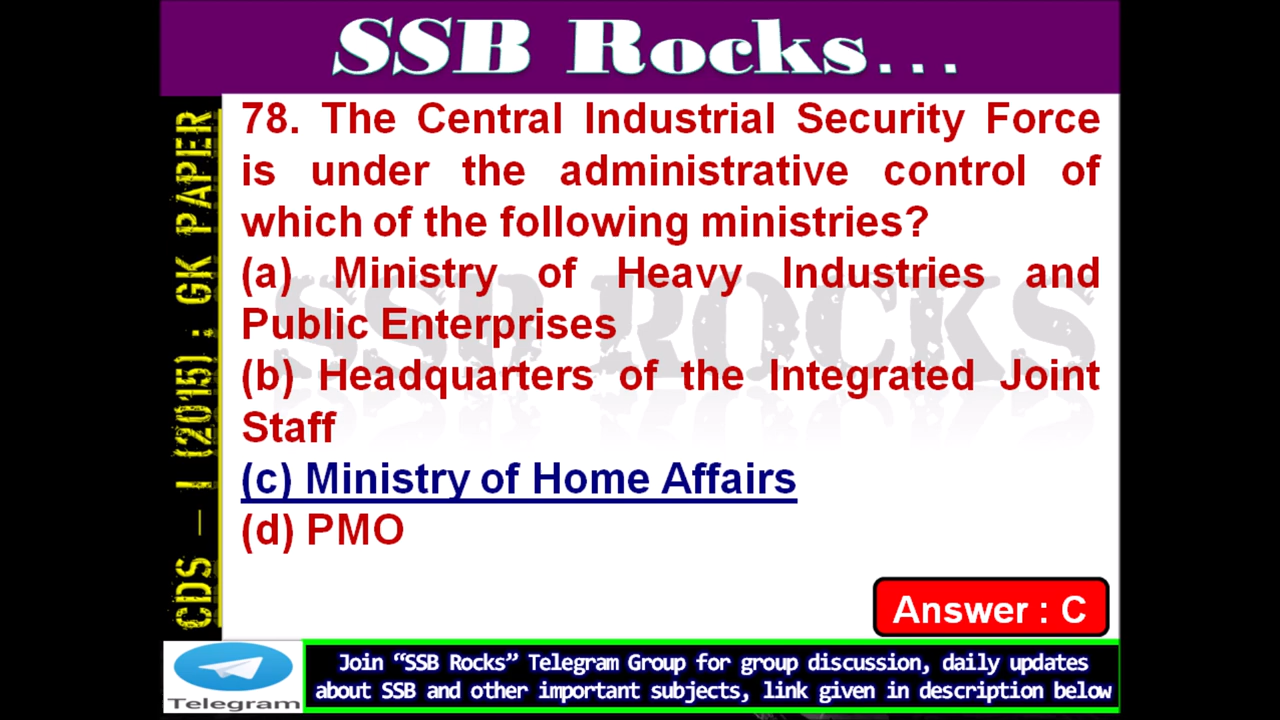 SSB Rocks...
CDS – I (2015) : GK PAPER
78. The Central Industrial Security Force
is under the administrative control of
which of the following ministries?
(a) Ministry of Heavy Industries and
Public Enterprises
(b) Headquarters of the Integrated Joint
Staff
(c) Ministry of Home Affairs
(d) PMO
SSB ROCKS
Answer : C
Telegram
Join “SSB Rocks” Telegram Group for group discussion, daily updates
about SSB and other important subjects, link given in description below